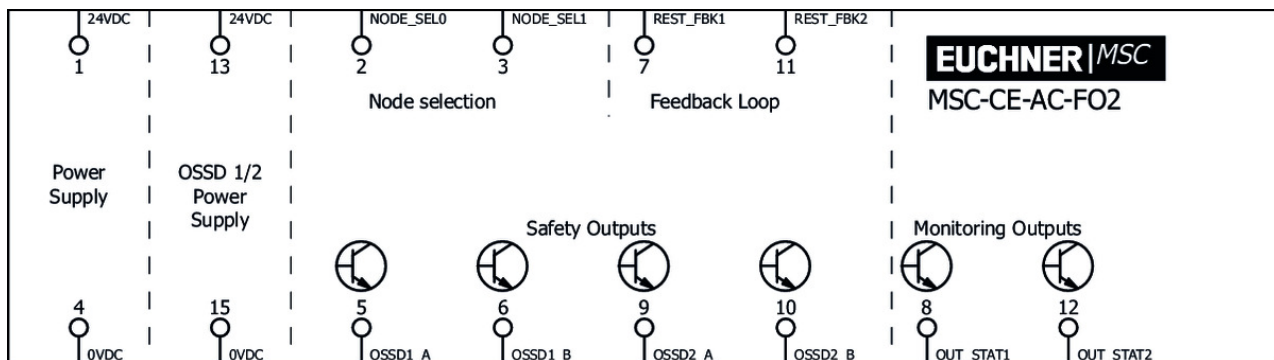 24VDC 24VDC NODE_SEL0 NODE_SEL1 REST_FBK1 REST_FBK2
1 13 2 3 7 11
EUCHNER|MSC
MSC-CE-AC-FO2
Node selection Feedback Loop
Power
Supply
OSSD 1/2
Power
Supply
Safety Outputs Monitoring Outputs
4 15 5 6 9 10 8 12
0VDC 0VDC OSSD1_A OSSD1_B OSSD2_A OSSD2_B OUT_STAT1 OUT_STAT2